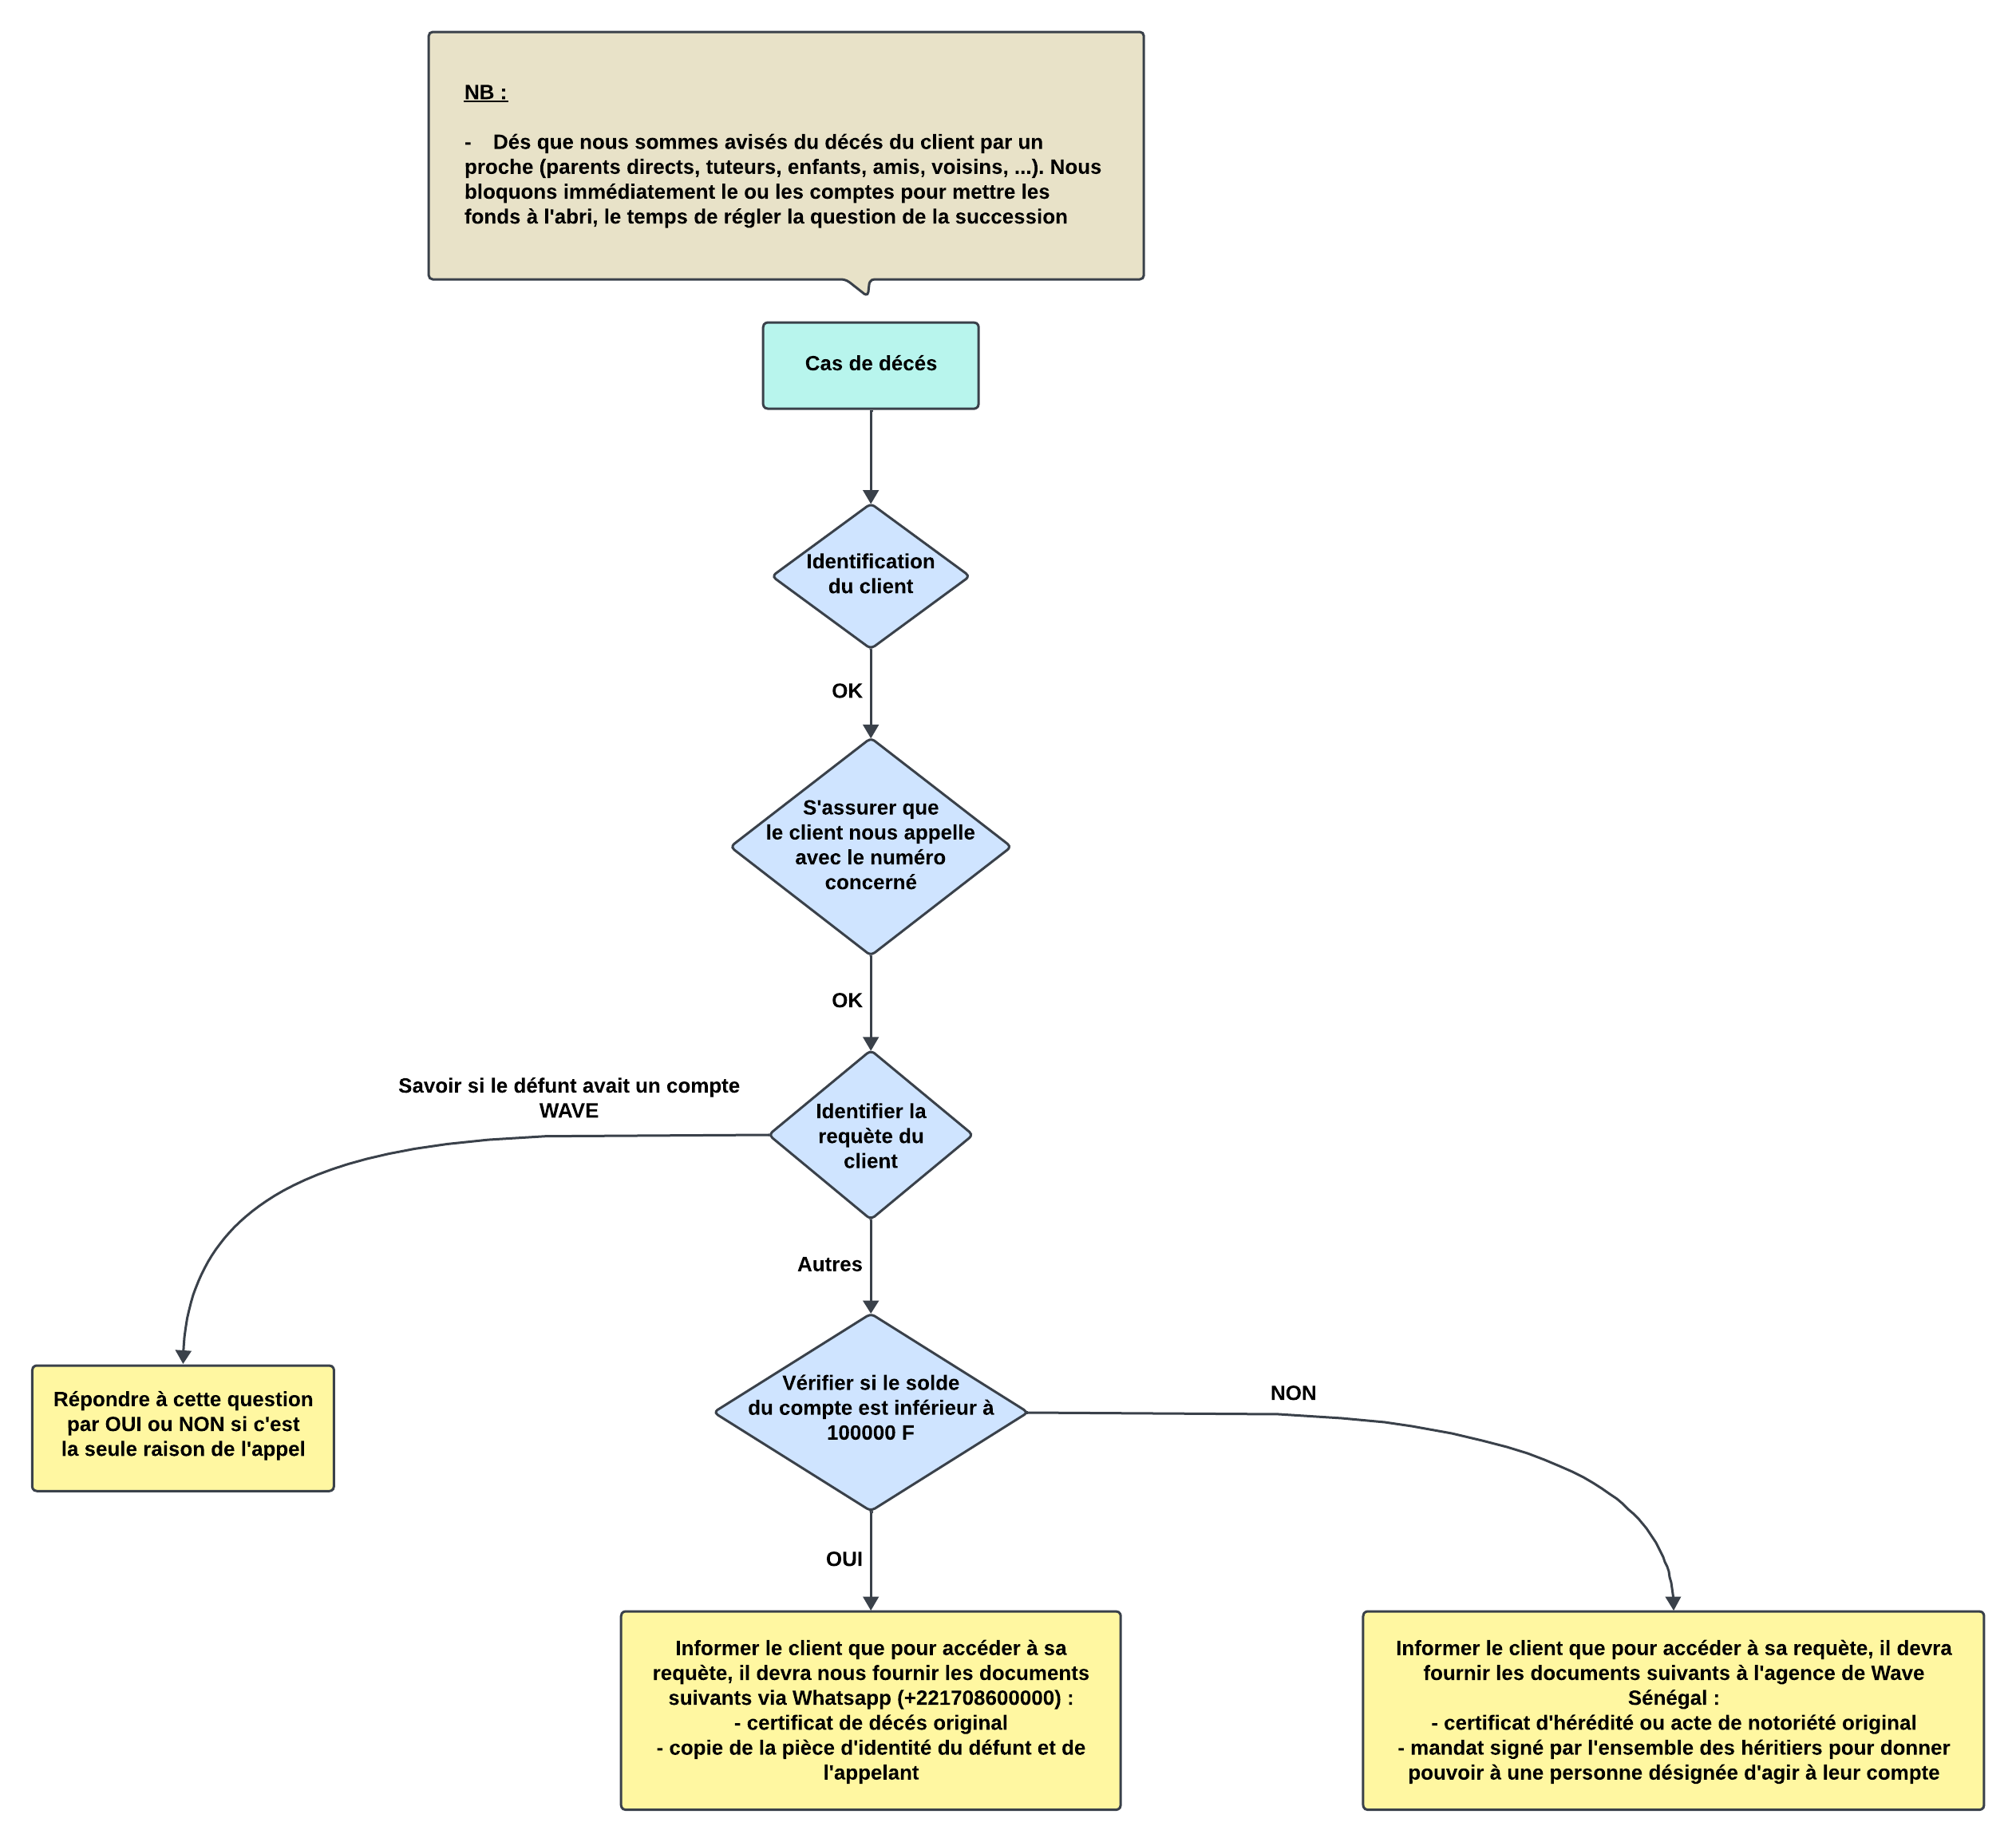 NB :
- Dés que nous sommes avisés du décés du client par un
proche (parents directs, tuteurs, enfants, amis, voisins, ...). Nous
bloquons immédiatement le ou les comptes pour mettre les
fonds à l'abri, le temps de régler la question de la succession
Cas de décés
Identification
du client
OK
S'assurer que
le client nous appelle
avec le numéro
concerné
OK
Savoir si le défunt avait un compte
WAVE
Identifier la
requète du
client
Autres
Répondre à cette question
par OUI ou NON si c'est
la seule raison de l'appel
Vérifier si le solde
du compte est inférieur à
100000 F
NON
OUI
Informer le client que pour accéder à sa
requète, il devra nous fournir les documents
suivants via Whatsapp (+221708600000) :
- certificat de décés original
- copie de la pièce d'identité du défunt et de
l'appelant
Informer le client que pour accéder à sa requète, il devra
fournir les documents suivants à l'agence de Wave
Sénégal :
- certificat d'hérédité ou acte de notoriété original
- mandat signé par l'ensemble des héritiers pour donner
pouvoir à une personne désignée d'agir à leur compte